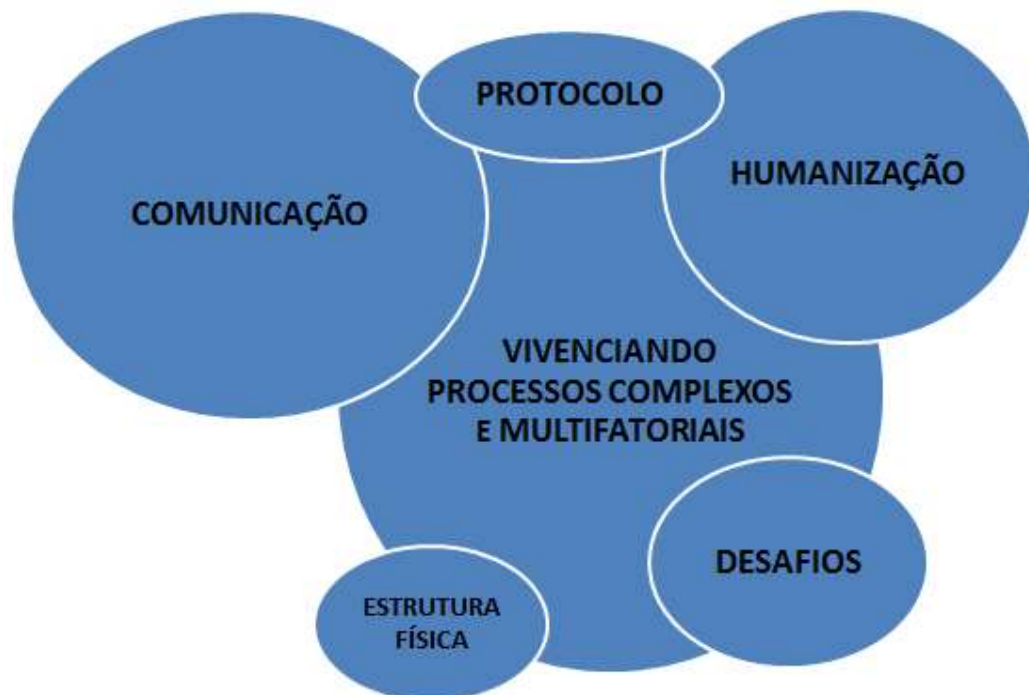 PROTOCOLO
HUMANIZAÇÃO
COMUNICAÇÃO
VIVENCIANDO
PROCESSOS COMPLEXOS
E MULTIFATORIAIS
DESAFIOS
ESTRUTURA
FÍSICA